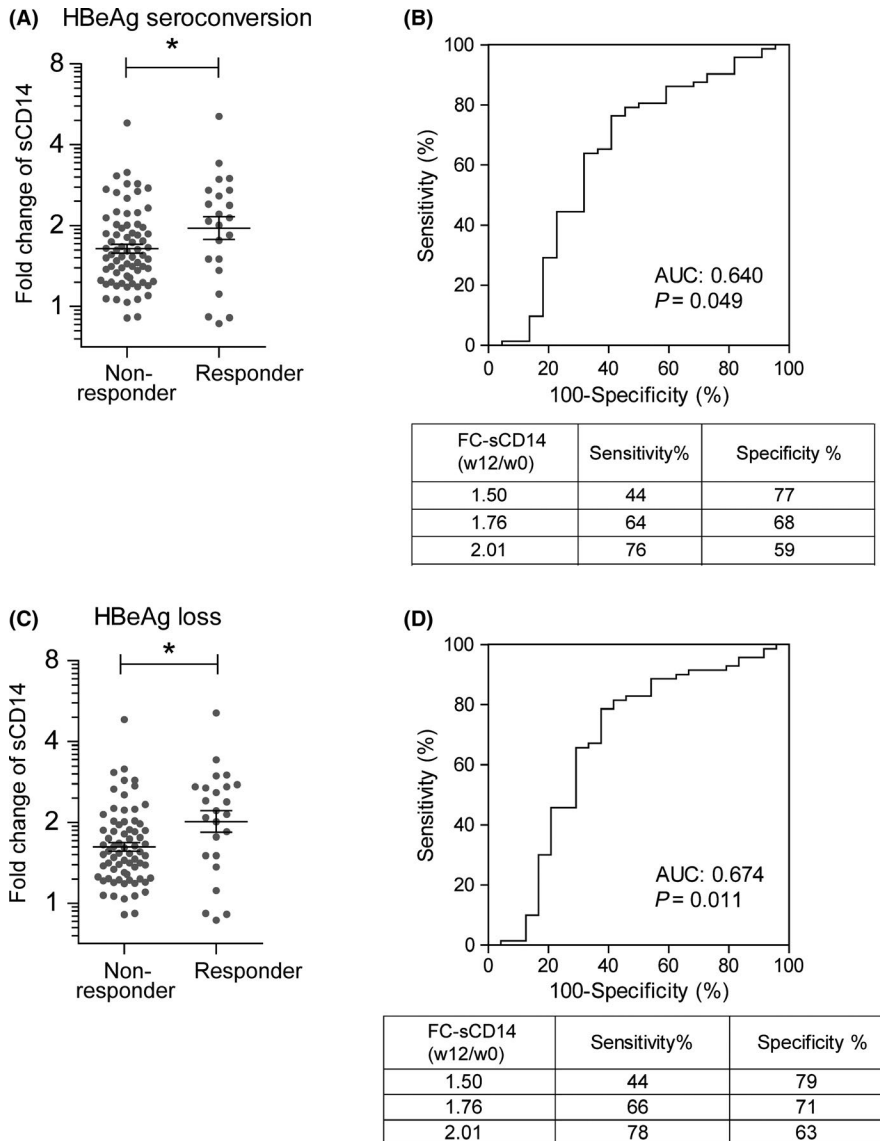 (A) HBeAg seroconversion
*
8
4
2
1
Fold change of sCD14
Non-
responder
Responder
(B)
100
80
60
40
20
0
Sensitivity (%)
AUC: 0.640
P = 0.049
0 20 40 60 80 100
100-Specificity (%)
FC-sCD14
(w12/w0)
Sensitivity% Specificity %
1.50 44 77
1.76 64 68
2.01 76 59
(C) HBeAg loss
*
8
4
2
1
Fold change of sCD14
Non-
responder
Responder
(D)
100
80
60
40
20
0
Sensitivity (%)
AUC: 0.674
P = 0.011
0 20 40 60 80 100
100-Specificity (%)
FC-sCD14
(w12/w0)
Sensitivity% Specificity %
1.50 44 79
1.76 66 71
2.01 78 63